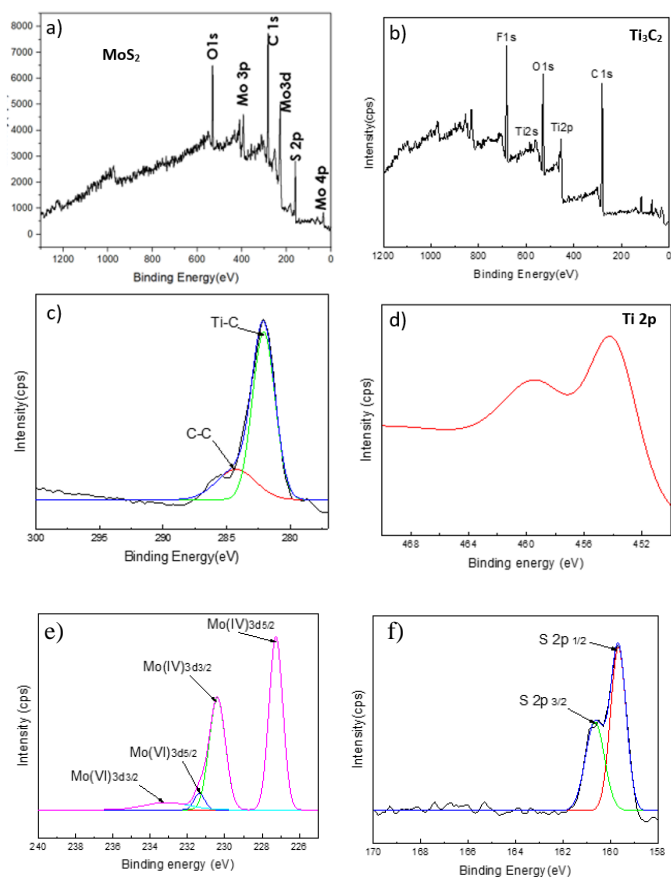 a)
MoS₂
O1s
Mo 3p
C 1s
Mo3d
S 2p
Mo 4p
8000
7000
6000
5000
4000
3000
2000
1000
0
1200 1000 800 600 400 200 0
Binding Energy(eV)
b)
Ti₃C₂
F1s
O1s
C 1s
Ti2s
Ti2p
Intensity(cps)
1200 1000 800 600 400 200 0
Binding Energy(eV)
c)
Ti-C
C-C
Intensity(cps)
300 295 290 285 280
Binding Energy(eV)
d)
Ti 2p
Intensity (cps)
468 464 460 456 452
Binding energy (eV)
e)
Mo(IV)3d5/2
Mo(IV)3d3/2
Mo(VI)3d5/2
Mo(VI)3d3/2
Intensity (cps)
240 239 236 235 233 232 230 228 227
Binding energy (eV)
f)
S 2p 1/2
S 2p 3/2
Intensity (cps)
170 168 166 164 162 160 158
Binding Energy(eV)